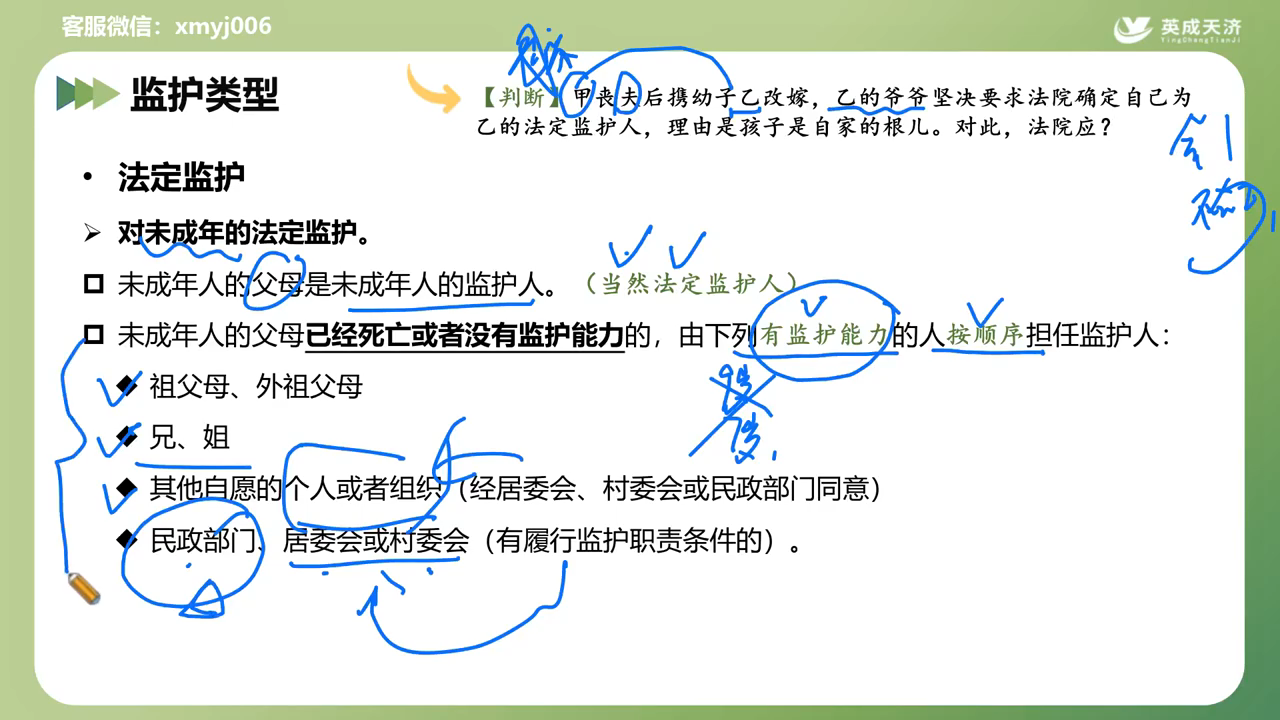 客服微信：xmyj006
英成天济
YingChengTianJi
监护类型
【判断】甲丧夫后携幼子乙改嫁，乙的爷爷坚决要求法院确定自己为
乙的法定监护人，理由是孩子是自家的根儿。对此，法院应？
• 法定监护
➢ 对未成年的法定监护。
未成年人的父母是未成年人的监护人。（当然法定监护人）
未成年人的父母已经死亡或者没有监护能力的，由下列有监护能力的人按顺序担任监护人：
祖父母、外祖父母
兄、姐
其他自愿的个人或者组织（经居委会、村委会或民政部门同意）
民政部门、居委会或村委会（有履行监护职责条件的）。